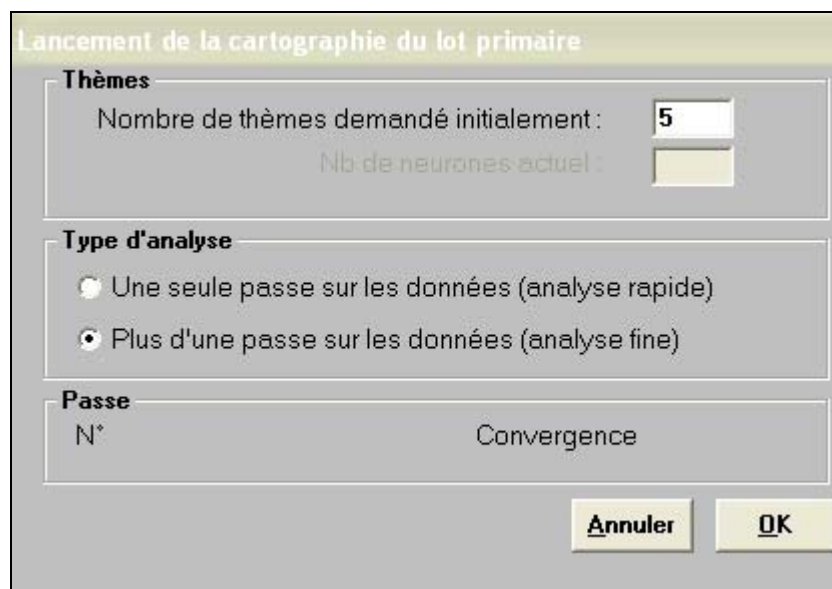 Lancement de la cartographie du lot primaire
Thèmes
Nombre de thèmes demandé initialement :
5
Nb de neurones actuel :
Type d'analyse
Une seule passe sur les données (analyse rapide)
Plus d'une passe sur les données (analyse fine)
Passe
N° Convergence
Annuler OK